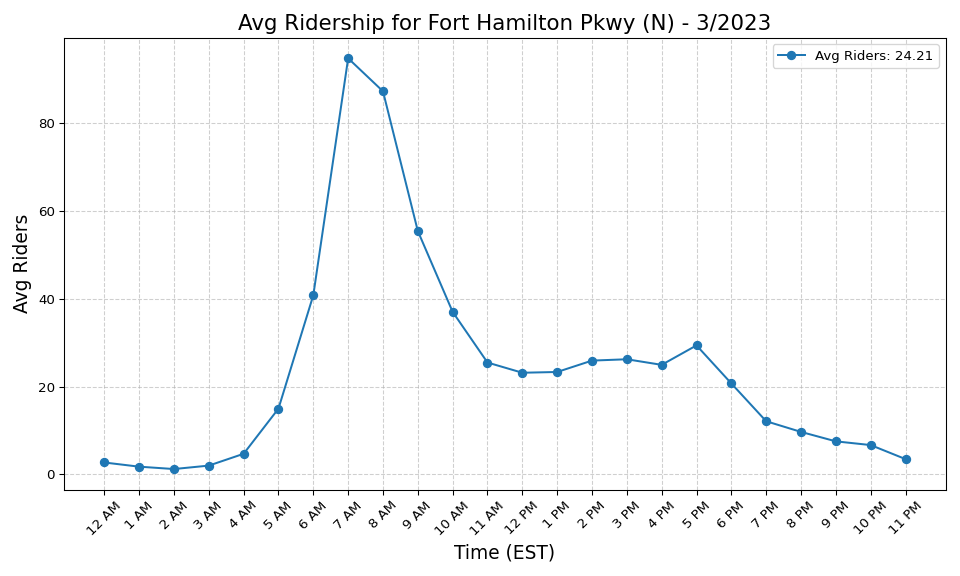 Avg Ridership for Fort Hamilton Pkwy (N) - 3/2023
Avg Riders: 24.21
Avg Riders
80
60
40
20
0
12 AM
1 AM
2 AM
3 AM
4 AM
5 AM
6 AM
7 AM
8 AM
9 AM
10 AM
11 AM
12 PM
1 PM
2 PM
3 PM
4 PM
5 PM
6 PM
7 PM
8 PM
9 PM
10 PM
11 PM
Time (EST)